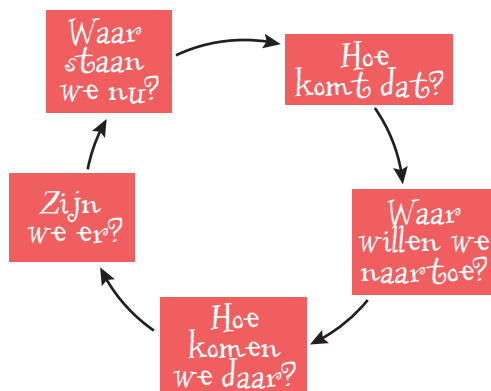 Waar
staan
we nu?
Hoe
komt dat?
Waar
willen we
naartoe?
Hoe
komen
we daar?
Zijn
we er?